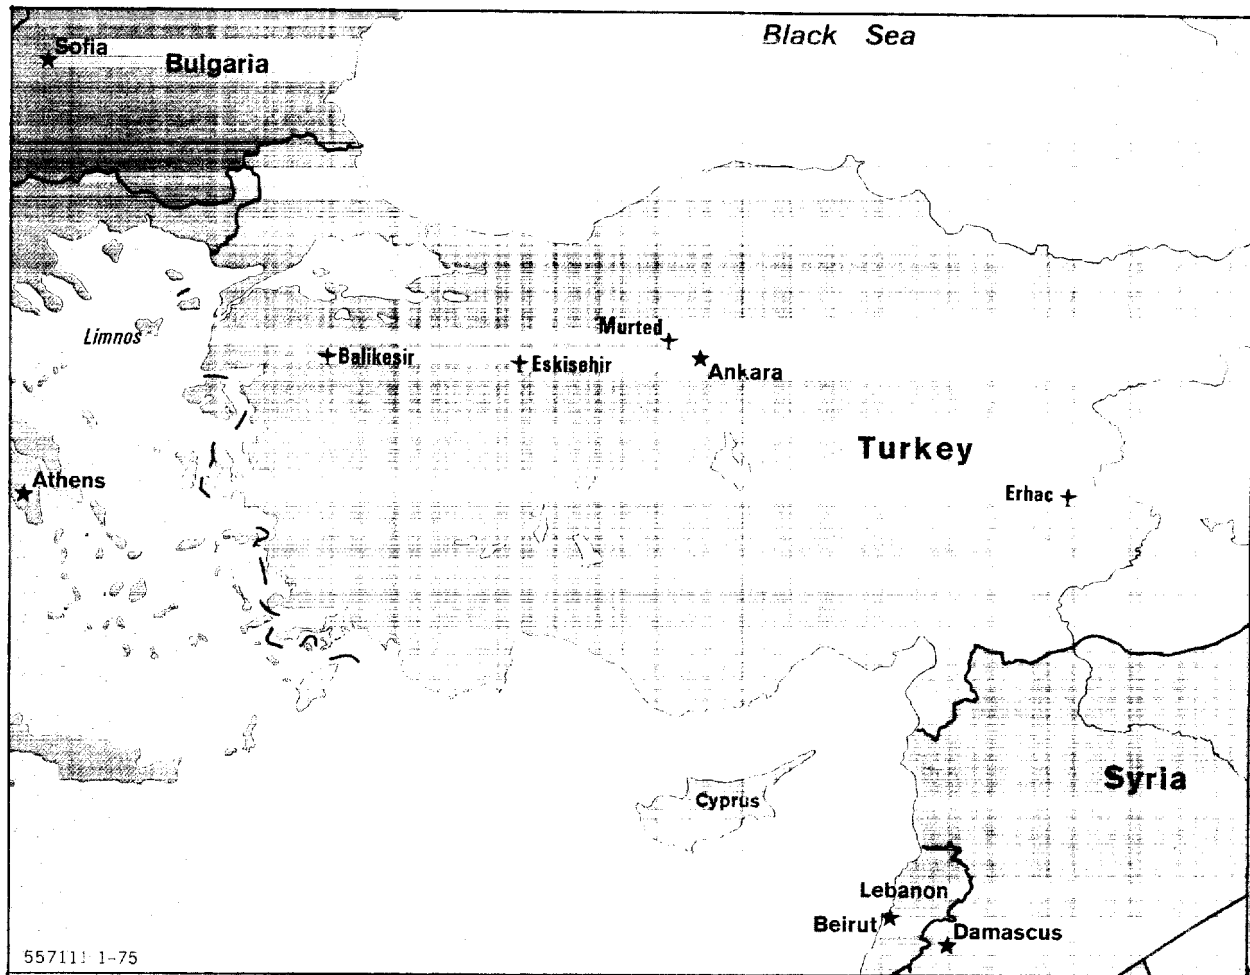 Black Sea
Sofia
Bulgaria
Limnos
Murted
Balikesir
Eskisehir
Ankara
Turkey
Athens
Erhac
Syria
Cyprus
Lebanon
Beirut
Damascus
557111 1-75